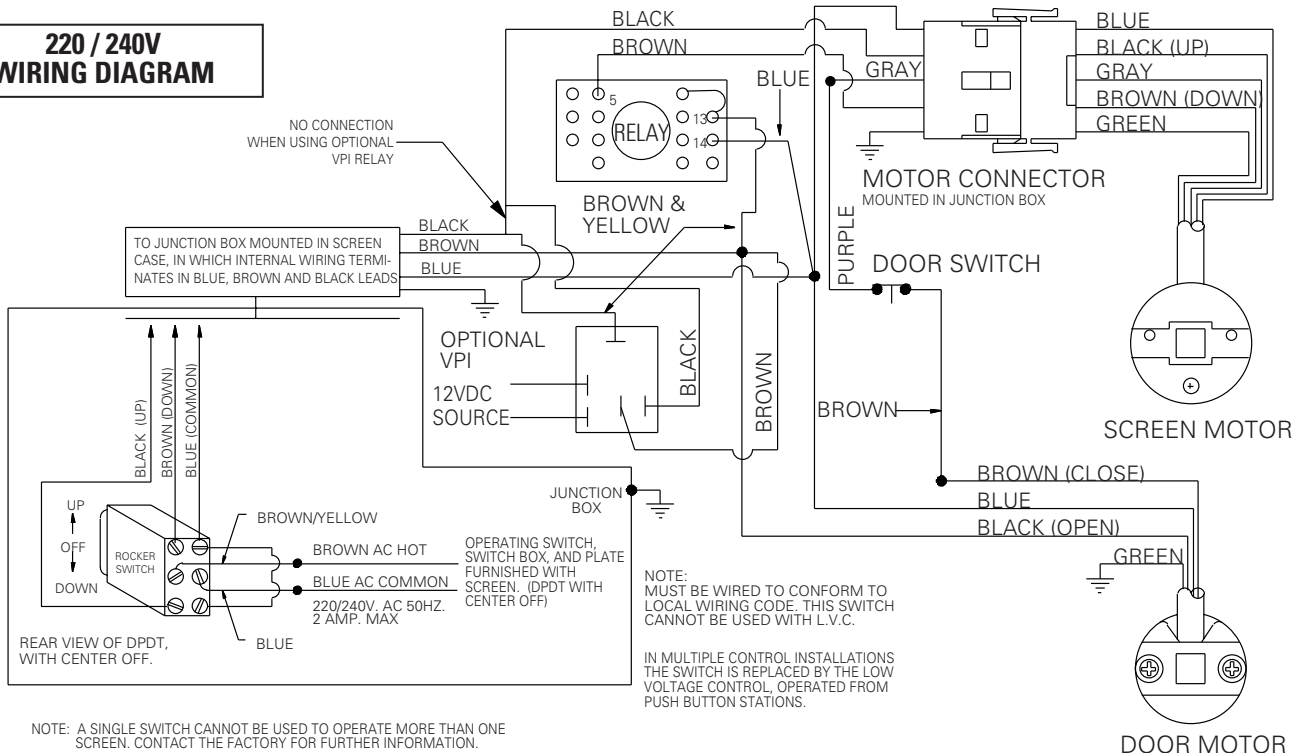 220 / 240V
WIRING DIAGRAM
BLACK
BROWN
BLUE
GRAY
BLUE
BLACK (UP)
GRAY
BROWN (DOWN)
GREEN
5
13
14
RELAY
NO CONNECTION
WHEN USING OPTIONAL
VPI RELAY
MOTOR CONNECTOR
MOUNTED IN JUNCTION BOX
BROWN &
YELLOW
PURPLE
DOOR SWITCH
TO JUNCTION BOX MOUNTED IN SCREEN
CASE, IN WHICH INTERNAL WIRING TERMI-
NATES IN BLUE, BROWN AND BLACK LEADS
BLACK
BROWN
BLUE
OPTIONAL
VPI
12VDC
SOURCE
BLACK
BROWN
BROWN
SCREEN MOTOR
BLACK (UP)
BROWN (DOWN)
BLUE (COMMON)
UP
OFF
DOWN
ROCKER
SWITCH
BROWN/YELLOW
BROWN AC HOT
BLUE AC COMMON
220/240V. AC 50HZ.
2 AMP. MAX
BLUE
REAR VIEW OF DPDT,
WITH CENTER OFF.
OPERATING SWITCH,
SWITCH BOX, AND PLATE
FURNISHED WITH
SCREEN. (DPDT WITH
CENTER OFF)
JUNCTION
BOX
BROWN (CLOSE)
BLUE
BLACK (OPEN)
GREEN
NOTE:
MUST BE WIRED TO CONFORM TO
LOCAL WIRING CODE. THIS SWITCH
CANNOT BE USED WITH L.V.C.
IN MULTIPLE CONTROL INSTALLATIONS
THE SWITCH IS REPLACED BY THE LOW
VOLTAGE CONTROL, OPERATED FROM
PUSH BUTTON STATIONS.
NOTE: A SINGLE SWITCH CANNOT BE USED TO OPERATE MORE THAN ONE
SCREEN. CONTACT THE FACTORY FOR FURTHER INFORMATION.
DOOR MOTOR